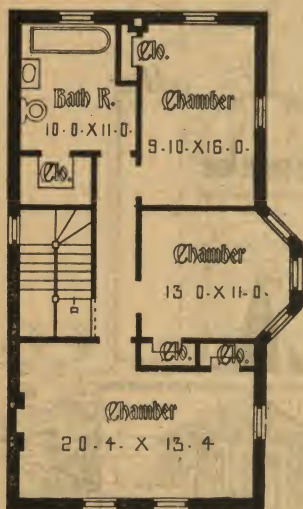 Clo.
Bath R.
10-0-X11-0-
Chamber
9-10-X16-0-
Clo.
Chamber
13 0-X11-0-
D
Clo.
Clo.
Chamber
20-4- X 13-4